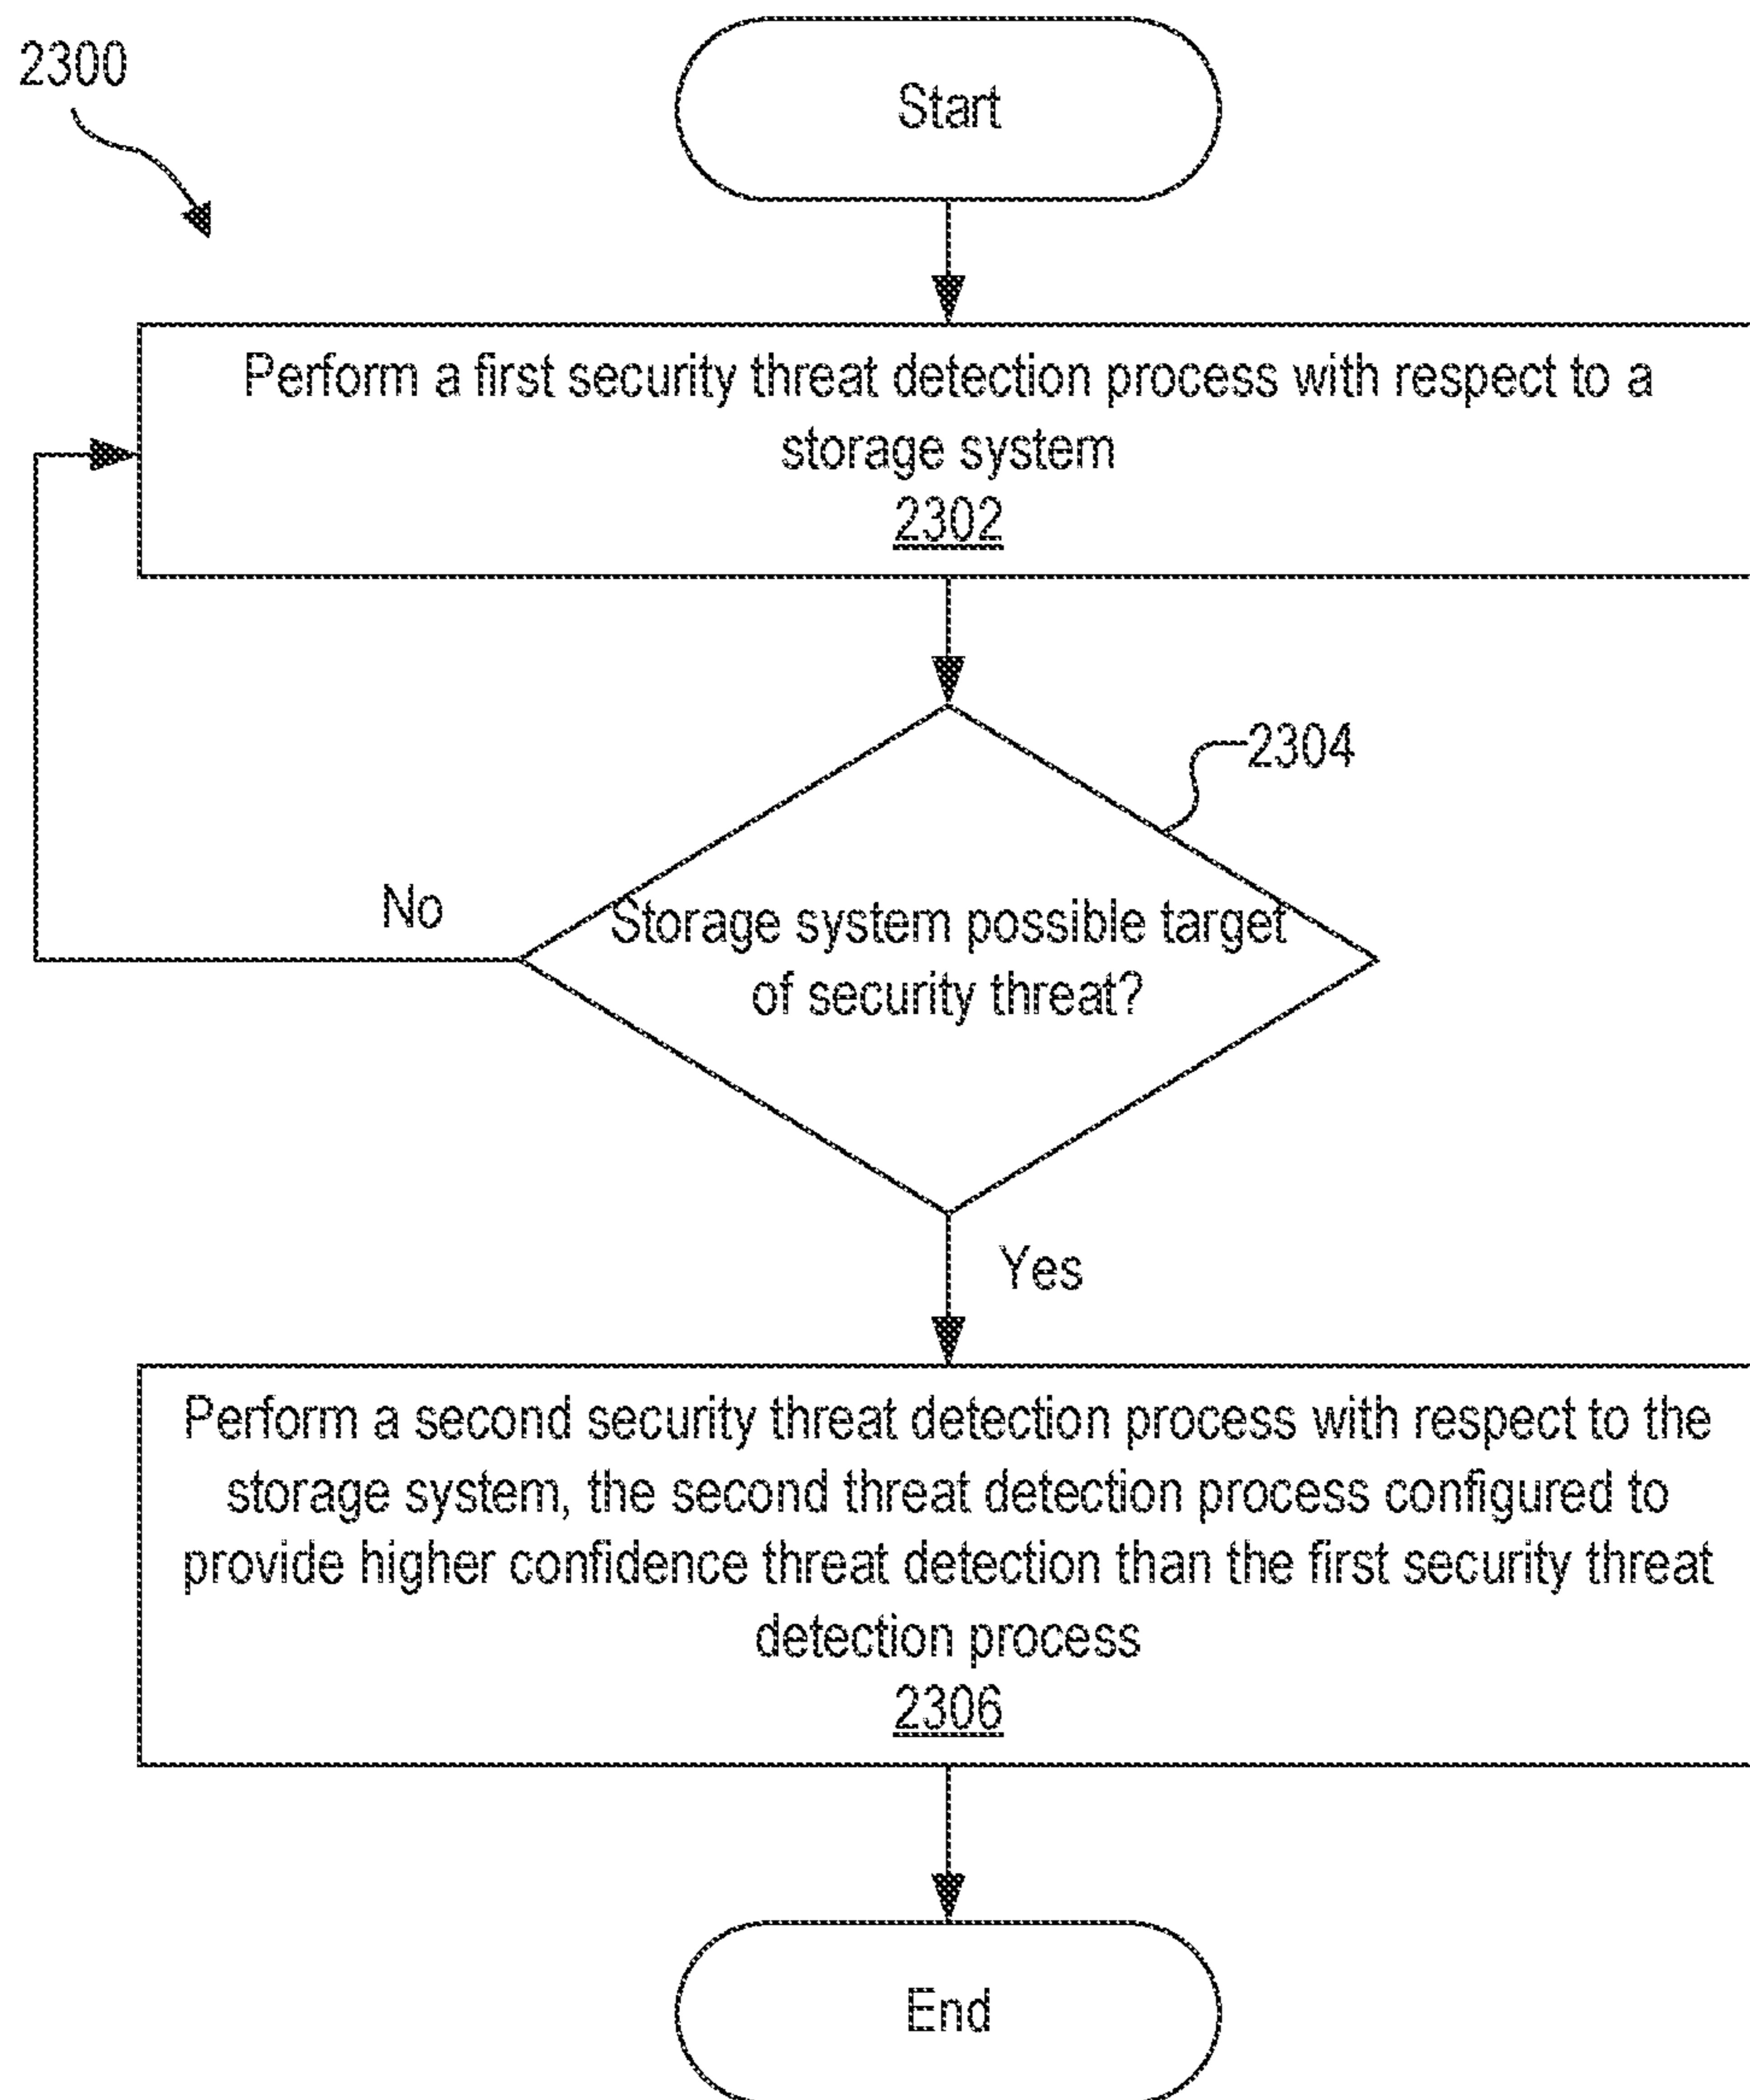 2300
Start
Perform a first security threat detection process with respect to a
storage system
2302
2304
No
Storage system possible target
of security threat?
Yes
Perform a second security threat detection process with respect to the
storage system, the second threat detection process configured to
provide higher confidence threat detection than the first security threat
detection process
2306
End